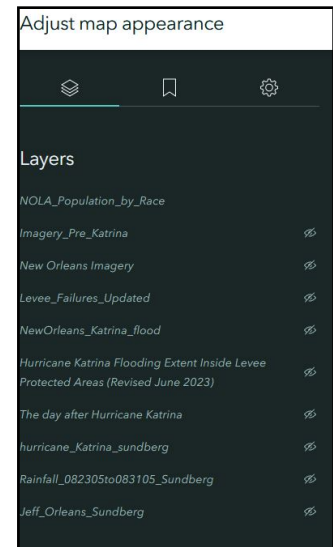 Adjust map appearance
Layers
NOLA_Population_by_Race
Imagery_Pre_Katrina
New Orleans Imagery
Levee_Failures_Updated
NewOrleans_Katrina_flood
Hurricane Katrina Flooding Extent Inside Levee
Protected Areas (Revised June 2023)
The day after Hurricane Katrina
hurricane_Katrina_sundberg
Rainfall_082305to083105_Sundberg
Jeff_Orleans_Sundberg